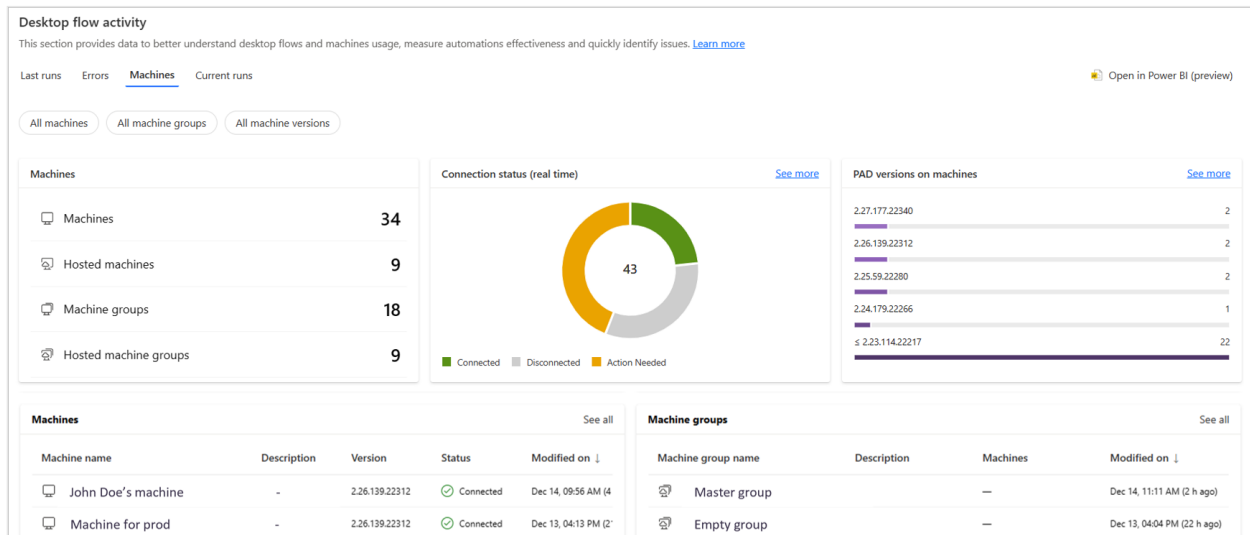 Desktop flow activity
This section provides data to better understand desktop flows and machines usage, measure automations effectiveness and quickly identify issues. Learn more
Last runs Errors Machines Current runs Open in Power BI (preview)
All machines All machine groups All machine versions
Machines
Machines 34
Hosted machines 9
Machine groups 18
Hosted machine groups 9
Connection status (real time) See more
43
Connected Disconnected Action Needed
PAD versions on machines See more
2.27.177.22340 2
2.26.139.22312 2
2.25.59.22280 2
2.24.179.22266 1
≤ 2.23.114.22217 22
Machines See all
Machine name Description Version Status Modified on ↓
John Doe's machine - 2.26.139.22312 Connected Dec 14, 09:56 AM (4
Machine for prod - 2.26.139.22312 Connected Dec 13, 04:13 PM (2
Machine groups See all
Machine group name Description Machines Modified on ↓
Master group — Dec 14, 11:11 AM (2 h ago)
Empty group — Dec 13, 04:04 PM (22 h ago)